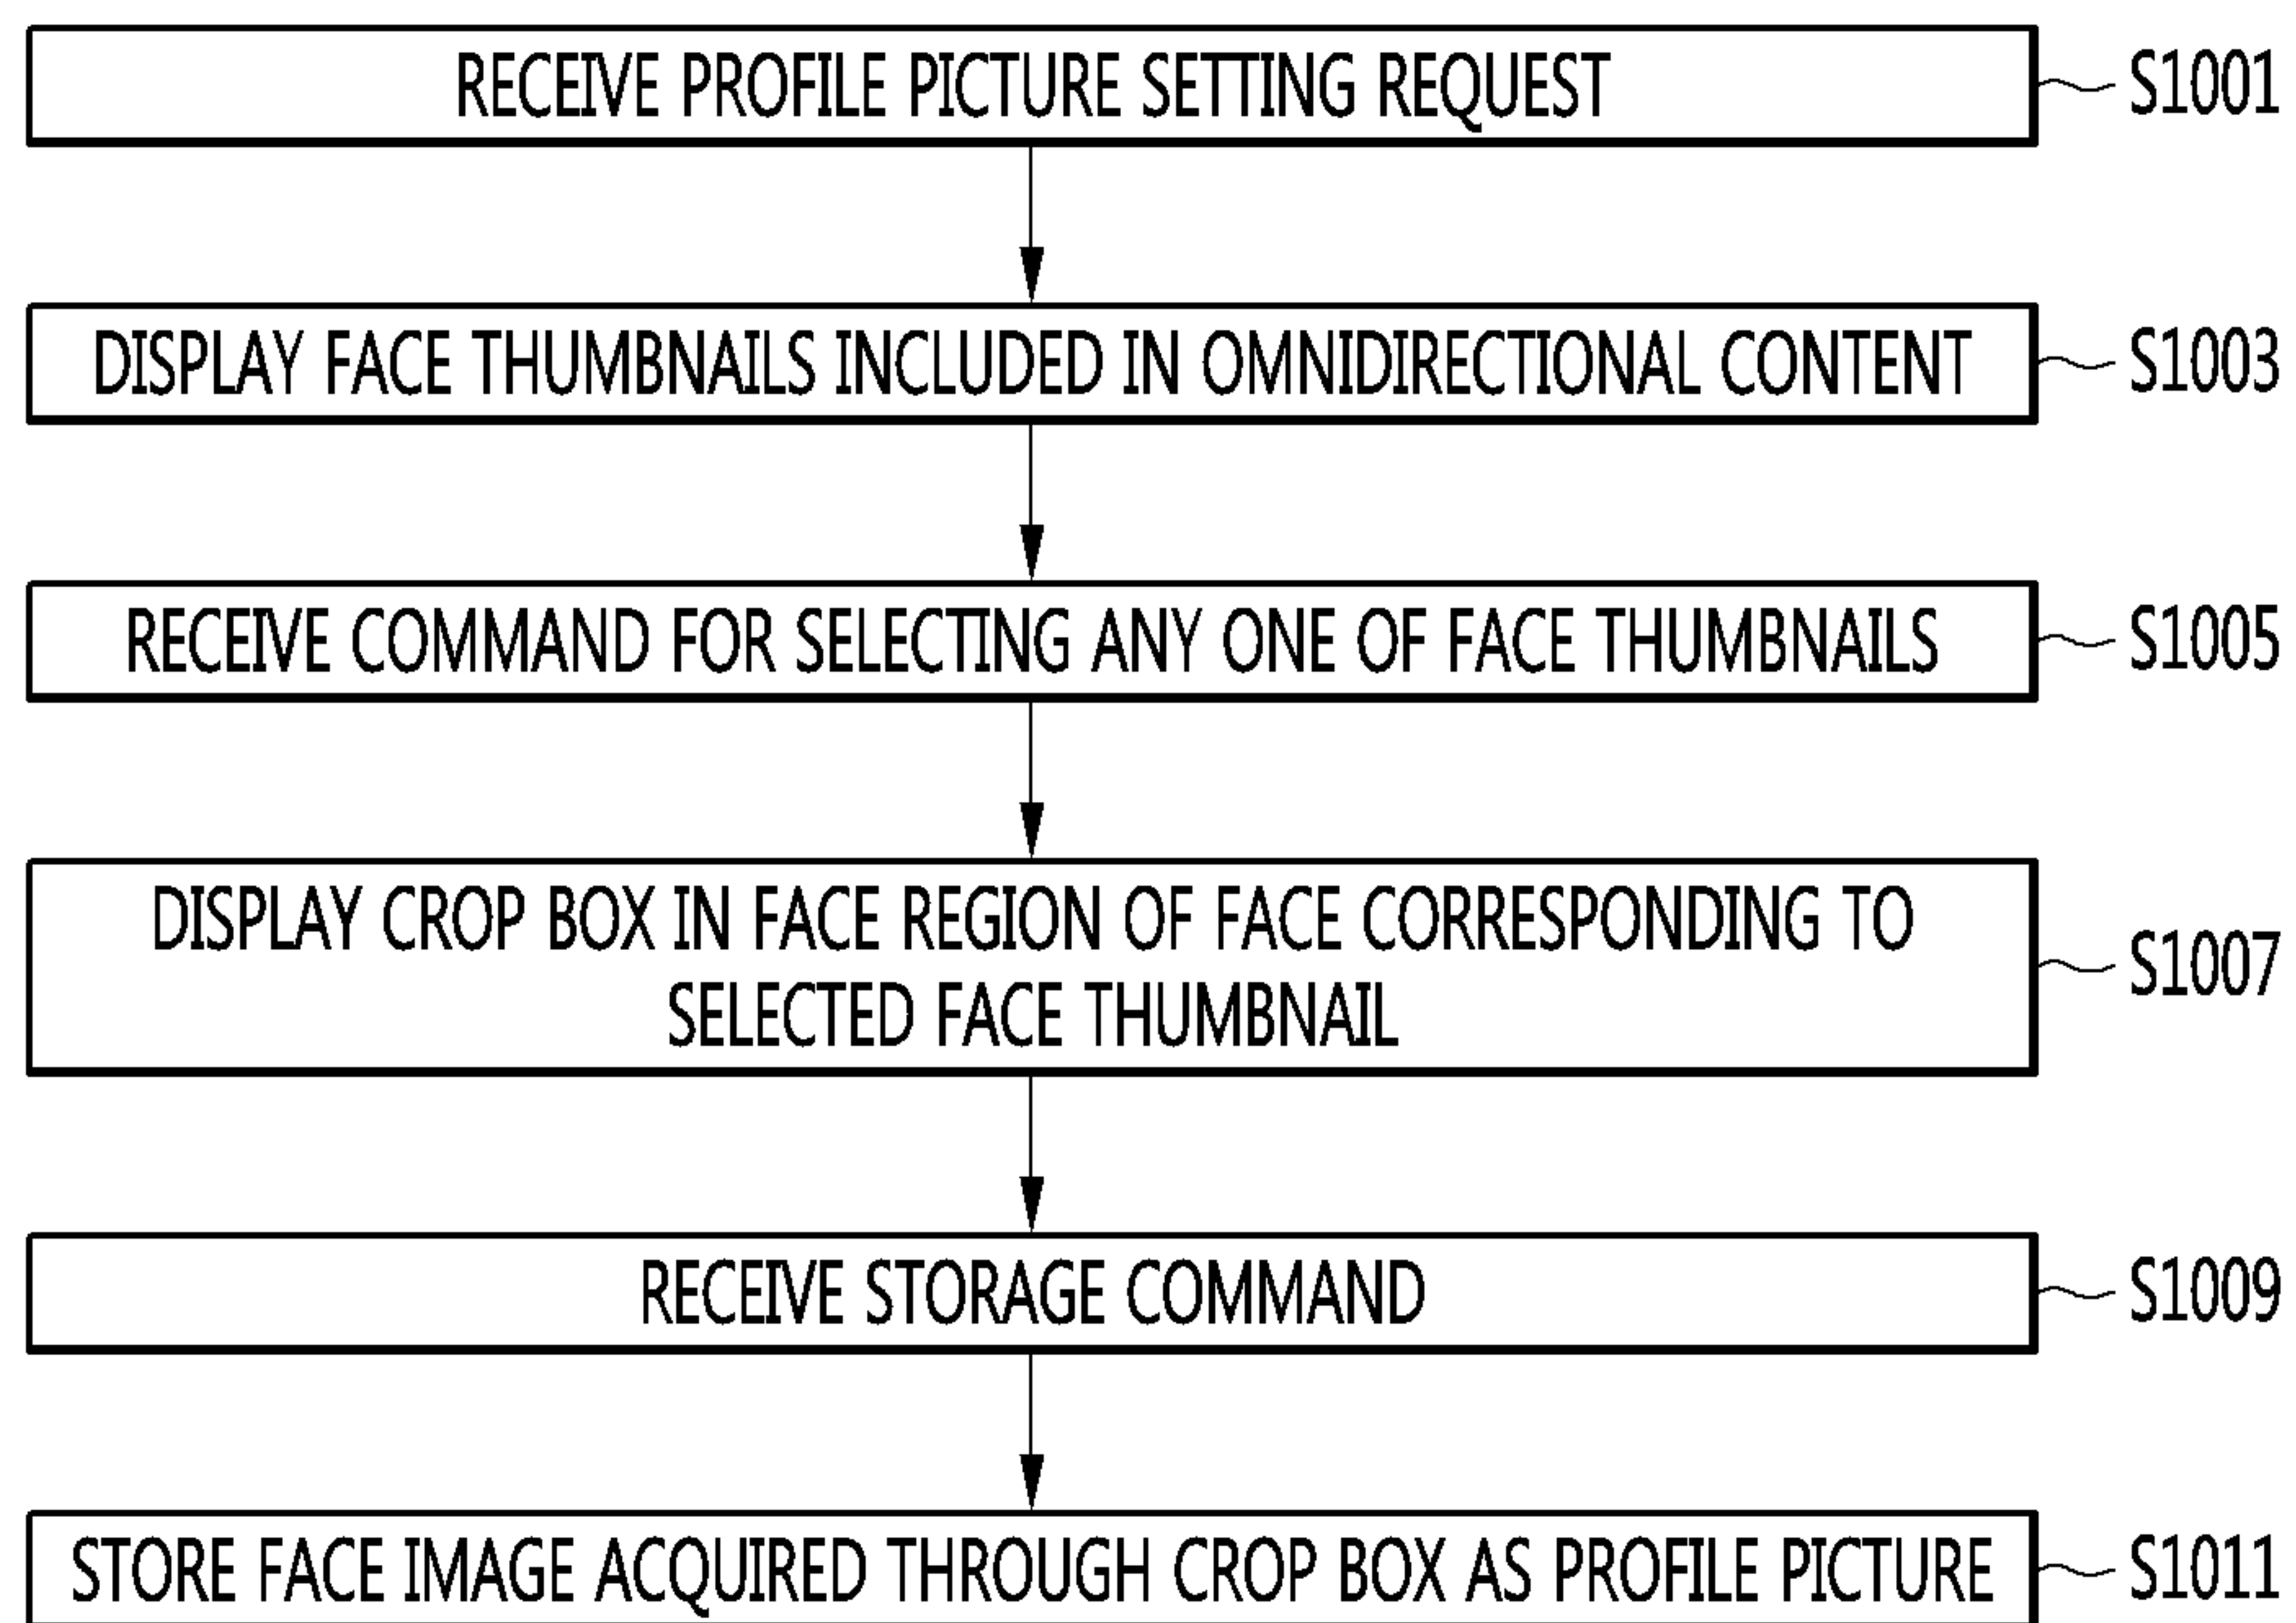 RECEIVE PROFILE PICTURE SETTING REQUEST
S1001
DISPLAY FACE THUMBNAILS INCLUDED IN OMNIDIRECTIONAL CONTENT
S1003
RECEIVE COMMAND FOR SELECTING ANY ONE OF FACE THUMBNAILS
S1005
DISPLAY CROP BOX IN FACE REGION OF FACE CORRESPONDING TO
SELECTED FACE THUMBNAIL
S1007
RECEIVE STORAGE COMMAND
S1009
STORE FACE IMAGE ACQUIRED THROUGH CROP BOX AS PROFILE PICTURE
S1011